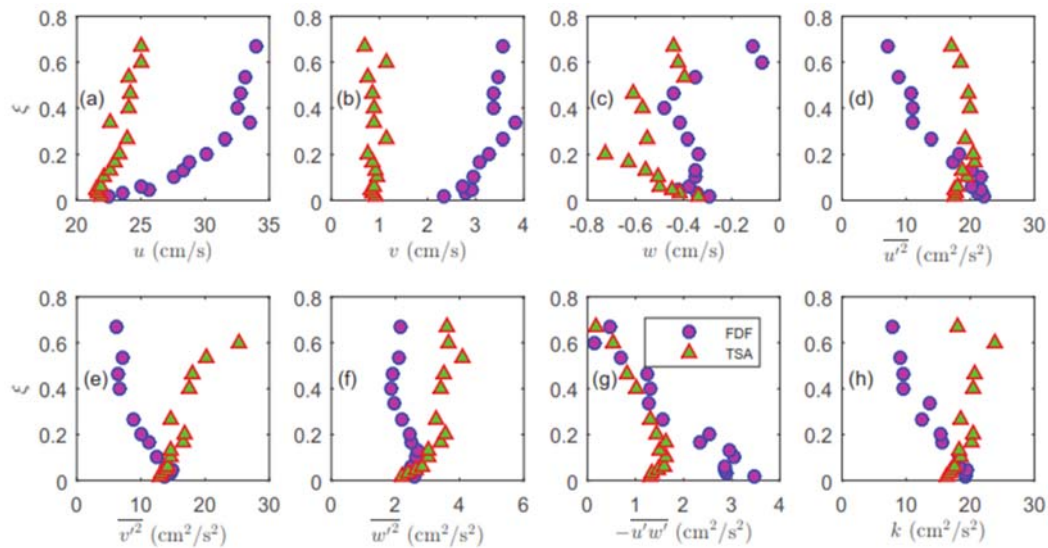 0.8
0.6
0.4
0.2
0
ξ
(a)
20 25 30 35
u (cm/s)
(b)
0 1 2 3 4
v (cm/s)
0.8
0.6
0.4
0.2
0
(c)
-0.8 -0.6 -0.4 -0.2 0
w (cm/s)
0.8
0.6
0.4
0.2
0
(d)
0 10 20 30
u'² (cm²/s²)
0.8
0.6
0.4
0.2
0
0.8
0.6
0.4
0.2
0
ξ
(e)
0 10 20 30
v'² (cm²/s²)
0.8
0.6
0.4
0.2
0
(f)
0 2 4 6
w'² (cm²/s²)
0.8
0.6
0.4
0.2
0
(g)
FDF
TSA
0 1 2 3 4
−u'w' (cm²/s²)
0.8
0.6
0.4
0.2
0
(h)
0 10 20 30
k (cm²/s²)